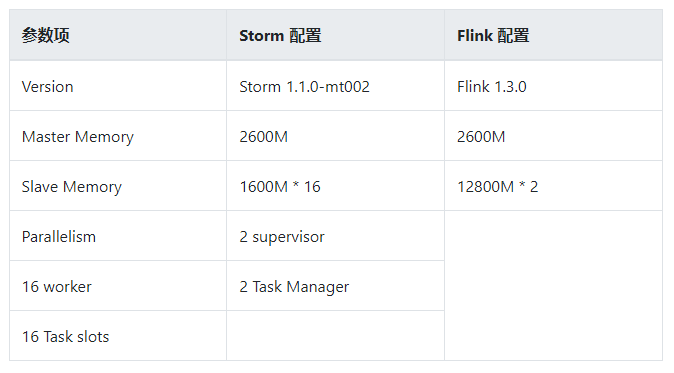 参数项 Storm 配置 Flink 配置
Version Storm 1.1.0-mt002 Flink 1.3.0
Master Memory 2600M 2600M
Slave Memory 1600M * 16 12800M * 2
Parallelism 2 supervisor
16 worker 2 Task Manager
16 Task slots